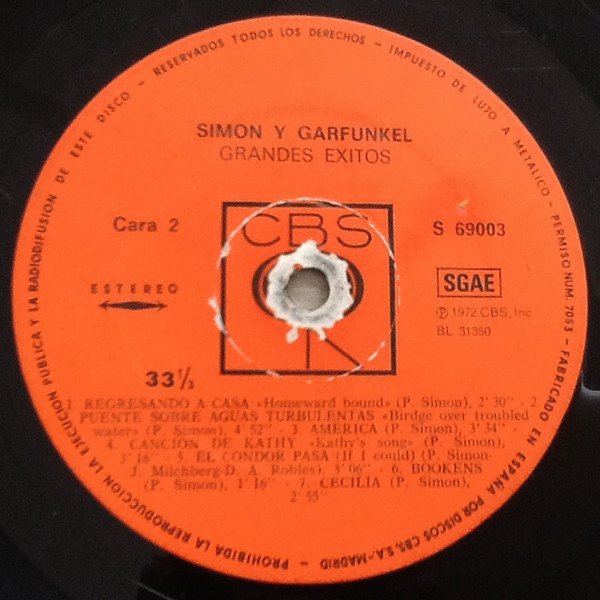 RESERVADOS TODOS LOS DERECHOS - IMPUESTO DE LUJO A METALICO - PERMISO NUM. 7053 - FABRICADO EN ESPAÑA POR DISCOS CBS, S.A.-MADRID - PROHIBIDA LA REPRODUCCION LA EJECUCION PUBLICA Y LA RADIODIFUSION DE ESTE DISCO -
SIMON Y GARFUNKEL
GRANDES EXITOS
CBS
Cara 2
S 69003
ESTEREO
SGAE
℗ 1972 CBS, Inc
BL 31350
33⅓
1. REGRESANDO A CASA «Homeward bound» (P. Simon), 2' 30" - 2.
PUENTE SOBRE AGUAS TURBULENTAS «Birdge over troubled
water» (P. Simon), 4' 52" - 3. AMERICA (P. Simon), 3' 34" -
4. CANCIÓN DE KATHY «Kathy's song» (P. Simon),
3' 16" - 5. EL CONDOR PASA (If I could) (P. Simon-
J. Milchberg-D. A. Robles), 3' 06" - 6. BOOKENS
(P. Simon), 1' 16" - 7. CECILIA (P. Simon),
2' 55"